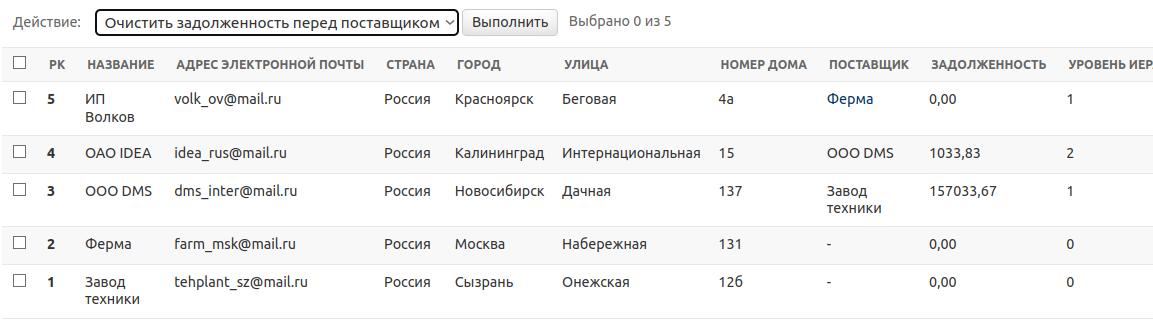 Действие: Очистить задолженность перед поставщиком Выполнить Выбрано 0 из 5
PK НАЗВАНИЕ АДРЕС ЭЛЕКТРОННОЙ ПОЧТЫ СТРАНА ГОРОД УЛИЦА НОМЕР ДОМА ПОСТАВЩИК ЗАДОЛЖЕННОСТЬ УРОВЕНЬ ИЕР
5 ИП volk_ov@mail.ru Россия Красноярск Беговая 4а Ферма 0,00 1
Волков
4 ОАО IDEA idea_rus@mail.ru Россия Калининград Интернациональная 15 ООО DMS 1033,83 2
3 ООО DMS dms_inter@mail.ru Россия Новосибирск Дачная 137 Завод 157033,67 1
техники
2 Ферма farm_msk@mail.ru Россия Москва Набережная 131 - 0,00 0
1 Завод tehplant_sz@mail.ru Россия Сызрань Онежская 12б - 0,00 0
техники